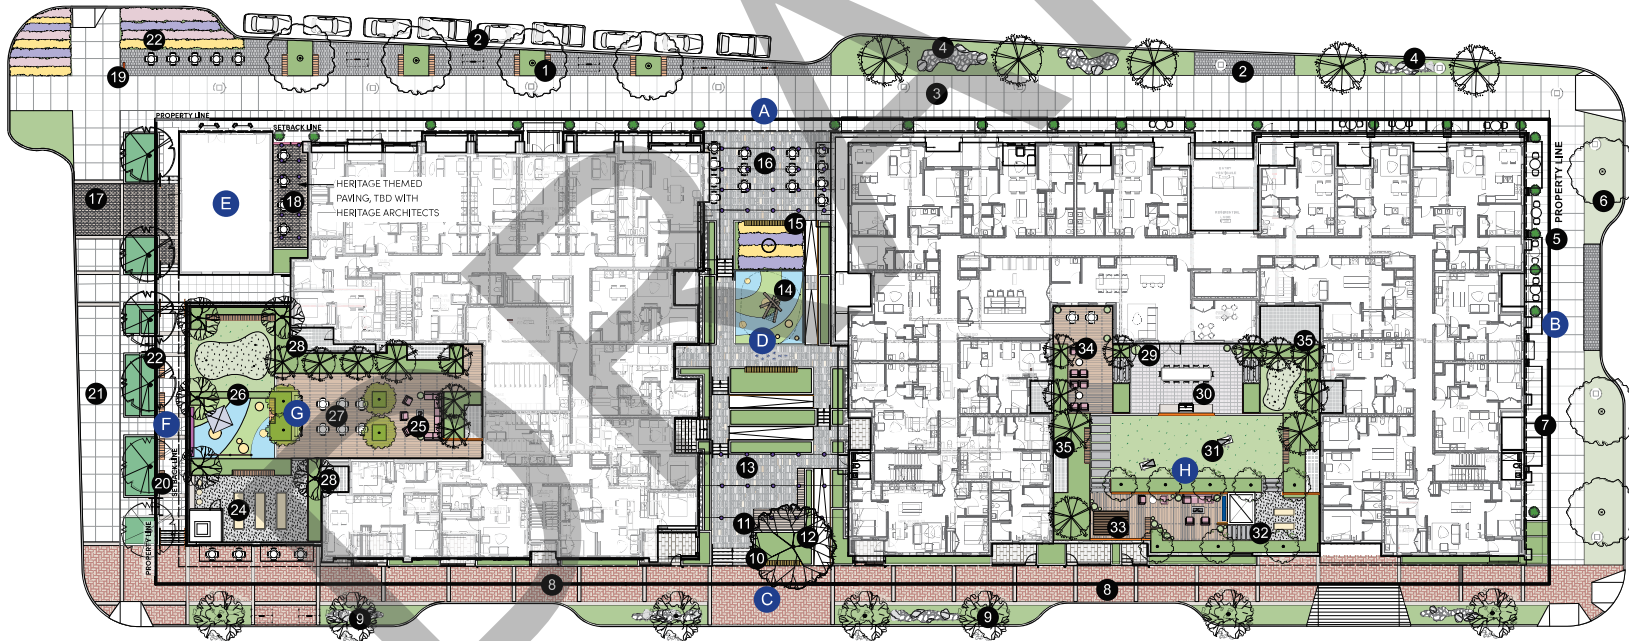 DRAFT
22
2
1
4
4
2
19
3
A
PROPERTY LINE
SETBACK LINE
16
HERITAGE THEMED
PAVING, TBD WITH
HERITAGE ARCHITECTS
17
E
18
15
PROPERTY LINE
6
5
14
B
D
22
28
29
34
35
21
26
30
G
27
F
25
7
31
35
13
H
SETBACK LINE
20
28
24
11
12
33
32
10
PROPERTY LINE
8
8
C
9
9